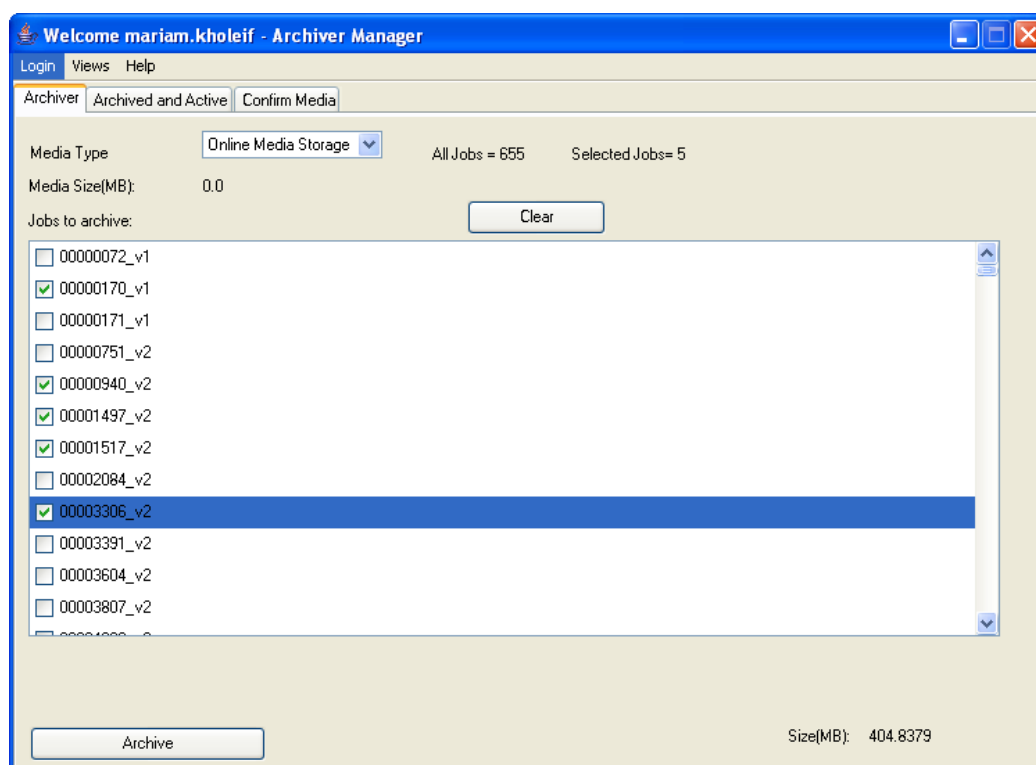 Welcome mariam.kholeif - Archiver Manager
Login Views Help
Archiver Archived and Active Confirm Media
Media Type Online Media Storage All Jobs = 655 Selected Jobs= 5
Media Size(MB): 0.0
Jobs to archive: Clear
00000072_v1
00000170_v1
00000171_v1
00000751_v2
00000940_v2
00001497_v2
00001517_v2
00002084_v2
00003306_v2
00003391_v2
00003604_v2
00003807_v2
Archive Size(MB): 404.8379